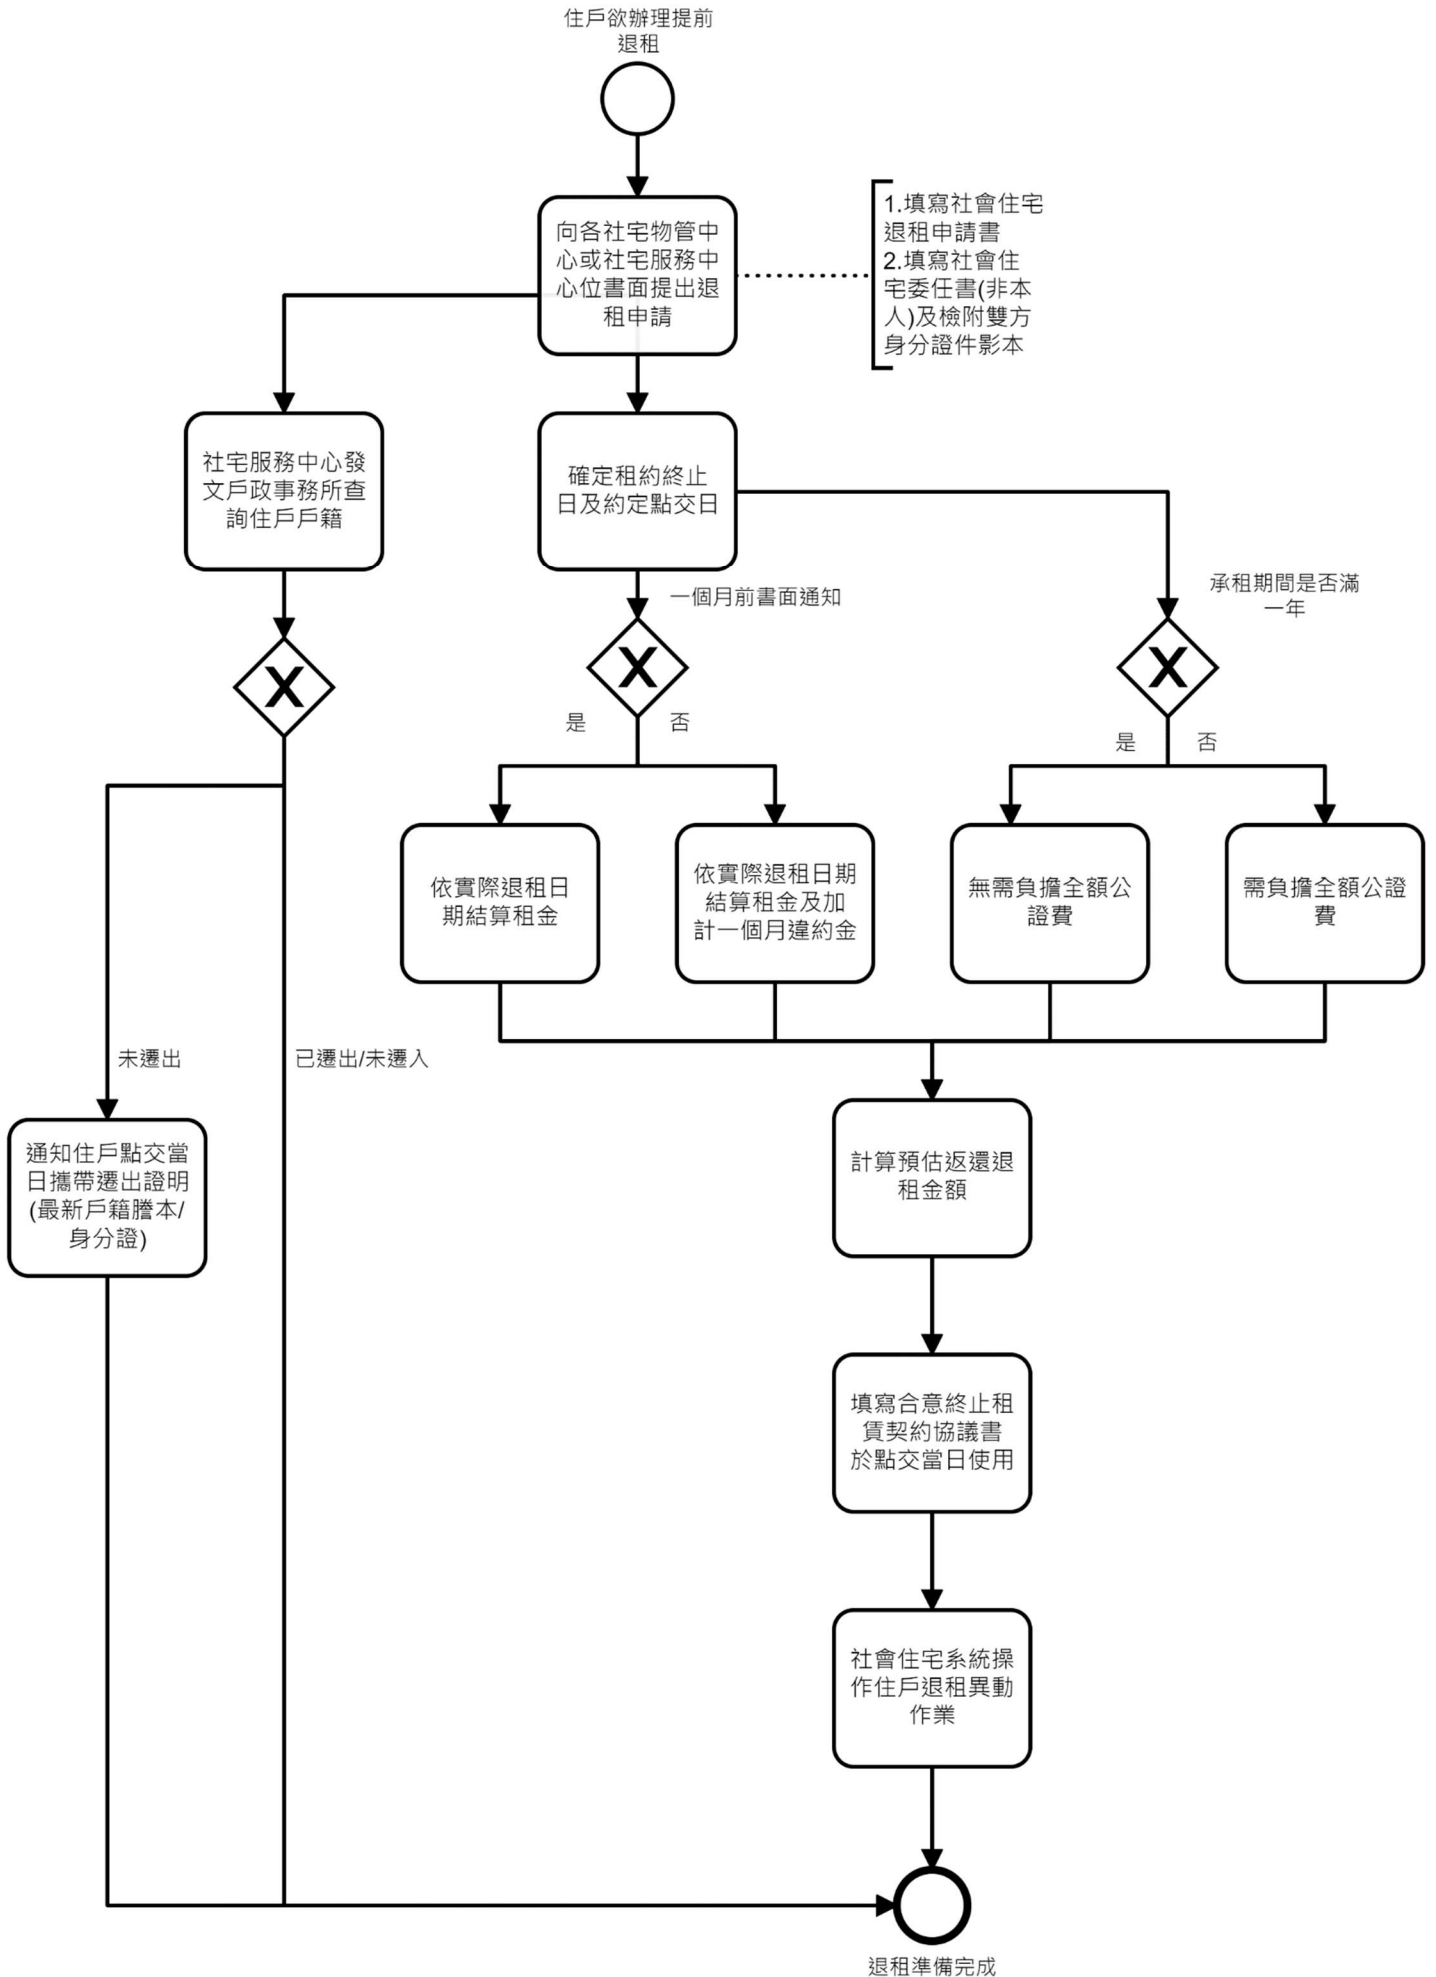 住戶欲辦理提前
退租
向各社宅物管中
心或社宅服務中
心位書面提出退
租申請
1.填寫社會住宅
退租申請書
2.填寫社會住
宅委任書(非本
人)及檢附雙方
身分證件影本
社宅服務中心發
文戶政事務所查
詢住戶戶籍
確定租約終止
日及約定點交日
一個月前書面通知
承租期間是否滿
一年
X
X
X
是
否
是
否
依實際退租日
期結算租金
依實際退租日期
結算租金及加
計一個月違約金
無需負擔全額公
證費
需負擔全額公證
費
未遷出
已遷出/未遷入
通知住戶點交當
日攜帶遷出證明
(最新戶籍謄本/
身分證)
計算預估返還退
租金額
填寫合意終止租
賃契約協議書
於點交當日使用
社會住宅系統操
作住戶退租異動
作業
退租準備完成